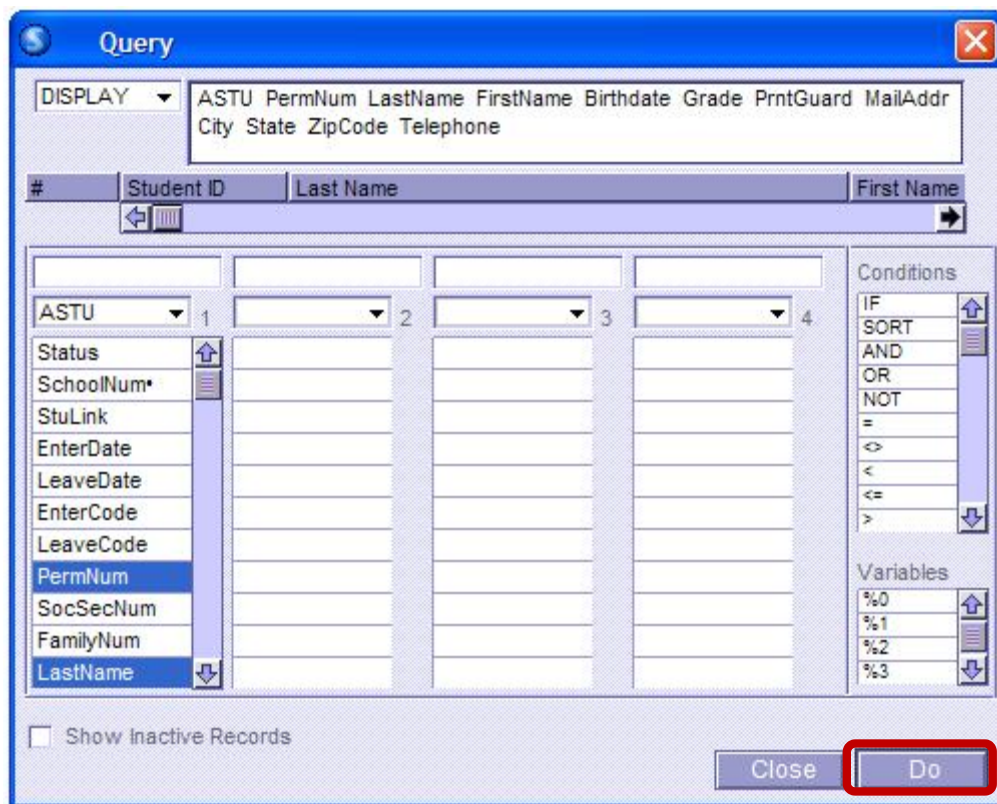 Query
DISPLAY
ASTU PermNum LastName FirstName Birthdate Grade PrntGuard MailAddr
City State ZipCode Telephone
# Student ID Last Name First Name
Conditions
ASTU 1 2 3 4
Status
SchoolNum•
StuLink
EnterDate
LeaveDate
EnterCode
LeaveCode
PermNum
SocSecNum
FamilyNum
LastName
IF
SORT
AND
OR
NOT
=
<>
<
<=
>
Variables
%0
%1
%2
%3
Show Inactive Records
Close Do